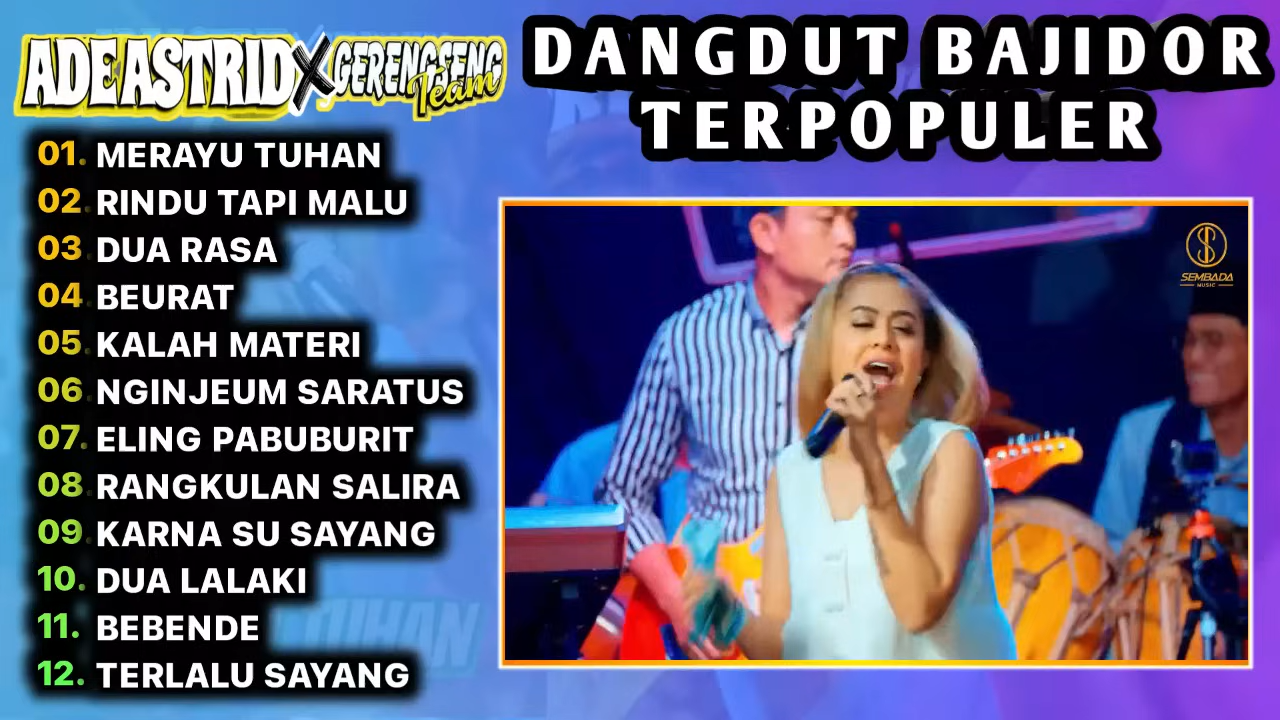 ADE ASTRID X GERENGSENG Team
DANGDUT BAJIDOR
TERPOPULER
01. MERAYU TUHAN
02. RINDU TAPI MALU
03. DUA RASA
04. BEURAT
05. KALAH MATERI
06. NGINJEUM SARATUS
07. ELING PABUBURIT
08. RANGKULAN SALIRA
09. KARNA SU SAYANG
10. DUA LALAKI
11. BEBENDE
12. TERLALU SAYANG
SEMBADA
MUSIC
TUHAN